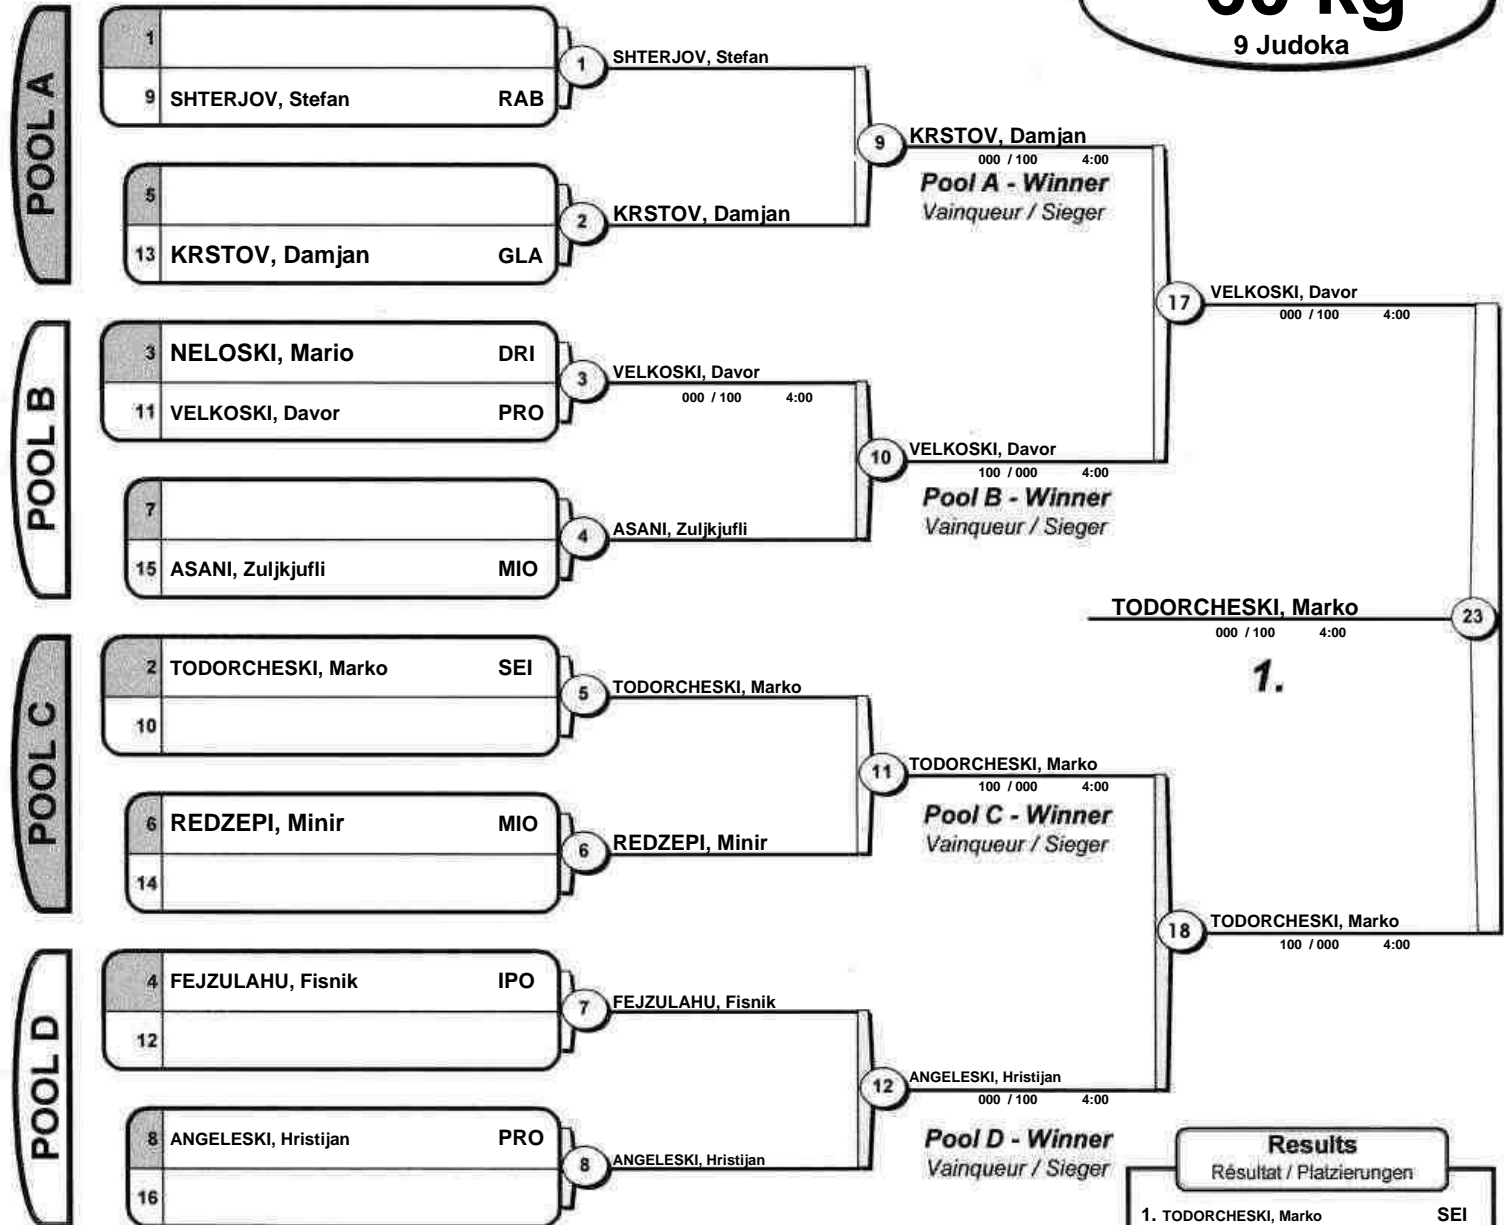 9 Judoka
POOL A
1
9 SHTERJOV, Stefan RAB
1 SHTERJOV, Stefan
5
13 KRSTOV, Damjan GLA
2 KRSTOV, Damjan
9 KRSTOV, Damjan
000 / 100 4:00
Pool A - Winner
Vainqueur / Sieger
POOL B
3 NELOSKI, Mario DRI
11 VELKOSKI, Davor PRO
3 VELKOSKI, Davor
000 / 100 4:00
7
15 ASANI, Zuljkjufli MIO
4 ASANI, Zuljkjufli
10 VELKOSKI, Davor
100 / 000 4:00
Pool B - Winner
Vainqueur / Sieger
17 VELKOSKI, Davor
000 / 100 4:00
TODORCHESKI, Marko 23
000 / 100 4:00
1.
POOL C
2 TODORCHESKI, Marko SEI
10
5 TODORCHESKI, Marko
6 REDZEPI, Minir MIO
14
6 REDZEPI, Minir
11 TODORCHESKI, Marko
100 / 000 4:00
Pool C - Winner
Vainqueur / Sieger
18 TODORCHESKI, Marko
100 / 000 4:00
POOL D
4 FEJZULAHU, Fisnik IPO
12
7 FEJZULAHU, Fisnik
8 ANGELESKI, Hristijan PRO
16
8 ANGELESKI, Hristijan
12 ANGELESKI, Hristijan
000 / 100 4:00
Pool D - Winner
Vainqueur / Sieger
Results
Résultat / Platzierungen
1. TODORCHESKI, Marko SEI